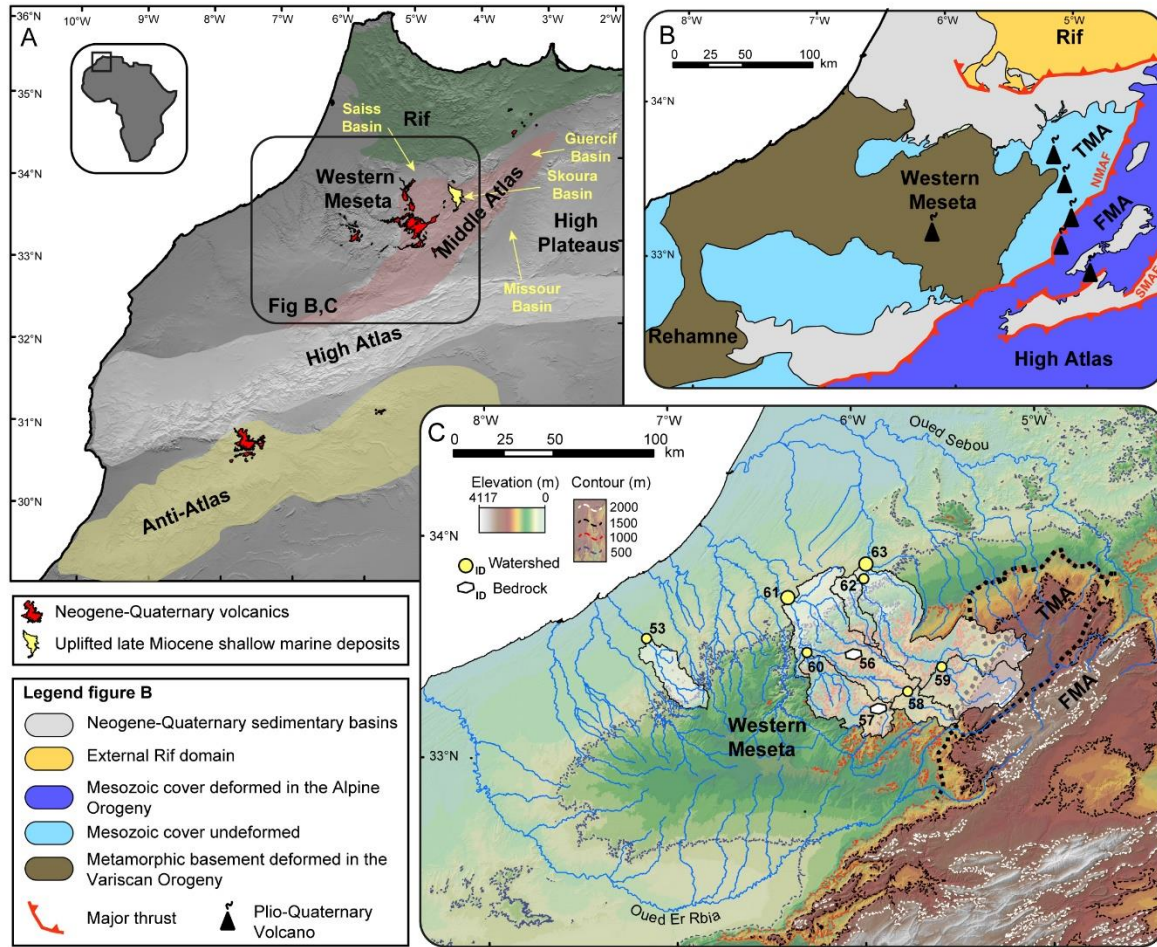 36°N
10°W
9°W
8°W
7°W
6°W
5°W
4°W
3°W
2°W
A
35°N
34°N
33°N
32°N
31°N
30°N
Saiss
Basin
Rif
Guercif
Basin
Skoura
Basin
Western
Meseta
Middle Atlas
High
Plateaus
Missour
Basin
Fig B,C
High Atlas
Anti-Atlas
Neogene-Quaternary volcanics
Uplifted late Miocene shallow marine deposits
Legend figure B
Neogene-Quaternary sedimentary basins
External Rif domain
Mesozoic cover deformed in the Alpine
Orogeny
Mesozoic cover undeformed
Metamorphic basement deformed in the
Variscan Orogeny
Major thrust
Plio-Quaternary
Volcano
B
8°W
7°W
6°W
5°W
0 25 50 100
km
Rif
34°N
TMA
NMAF
FMA
Western
Meseta
33°N
SMAF
Rehamne
High Atlas
6°W
5°W
C
8°W
7°W
6°W
5°W
0 25 50 100
km
Oued Sebou
Elevation (m)
4117 0
Contour (m)
2000
1500
1000
500
34°N
ID Watershed
ID Bedrock
63
62
61
53
60
56
59
58
57
TMA
FMA
Western
Meseta
33°N
Oued Er Rbia